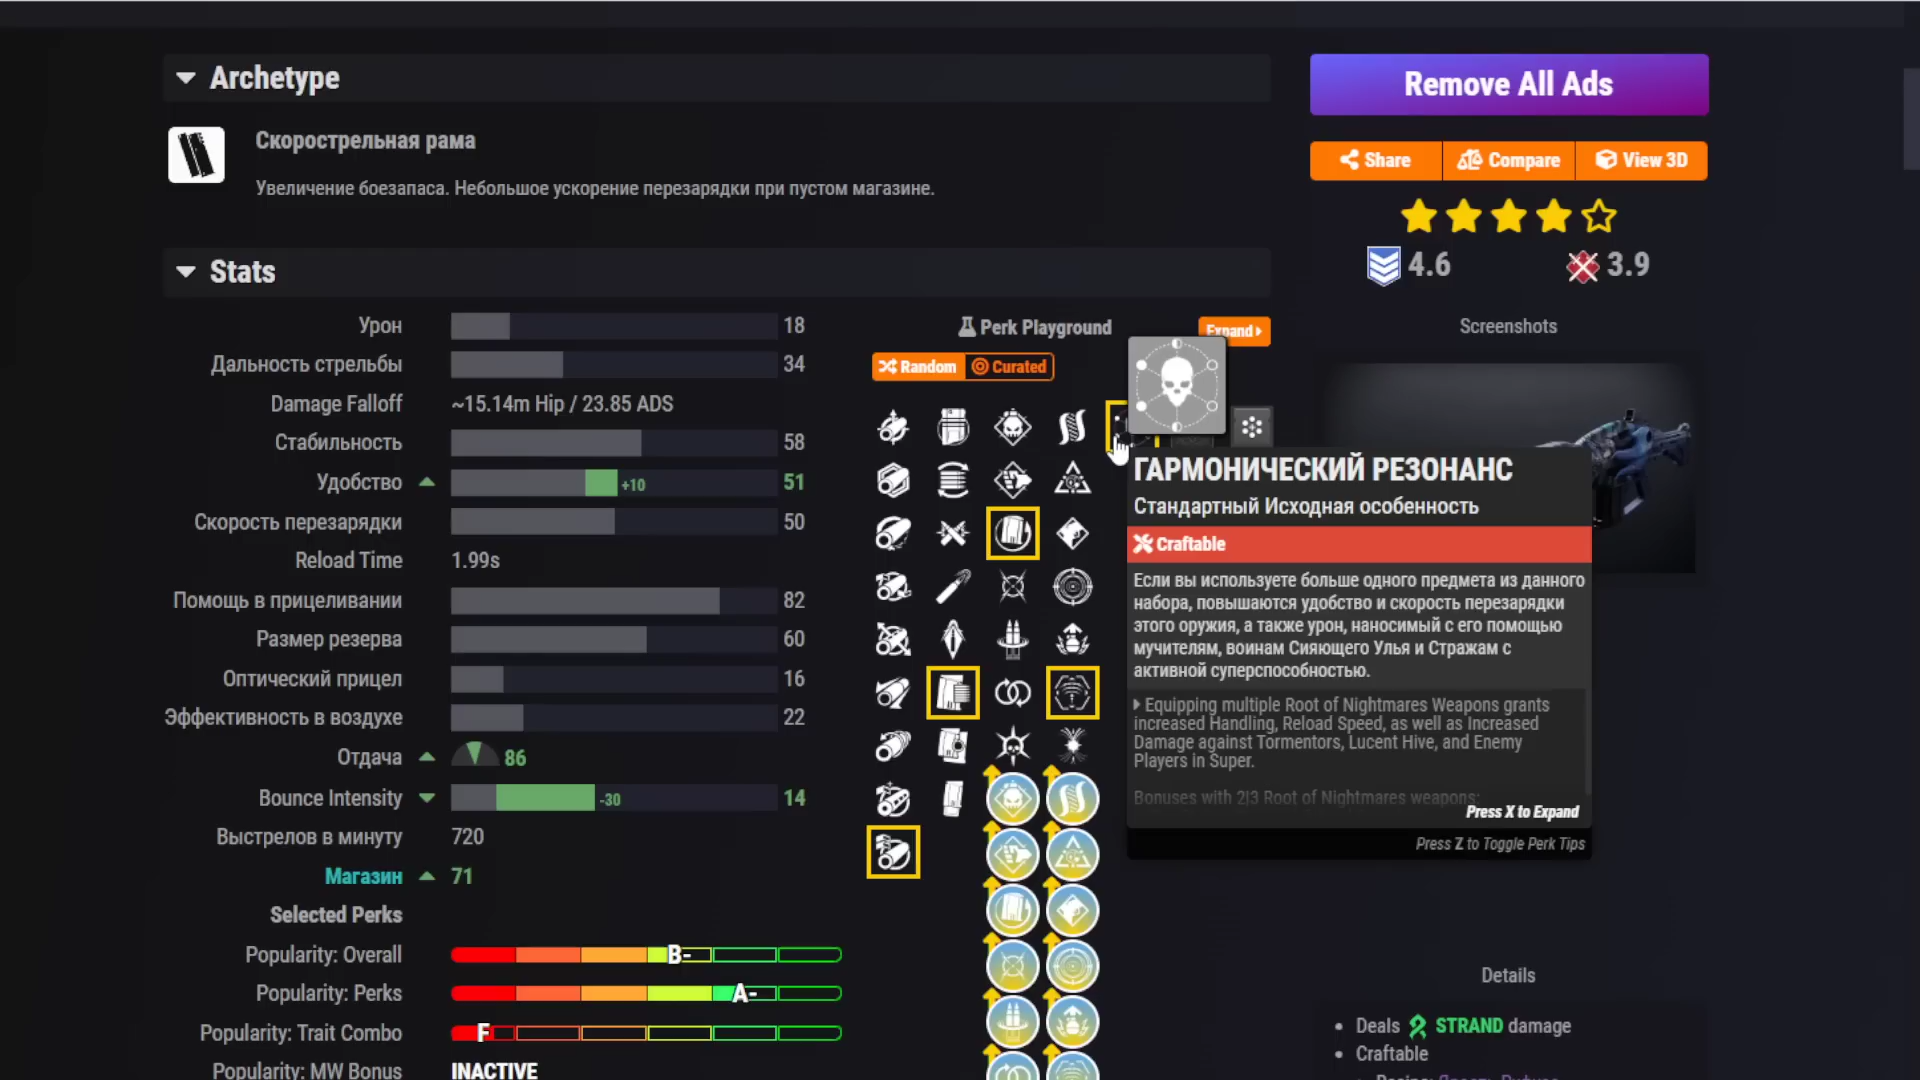 Archetype
Скорострельная рама
Увеличение боезапаса. Небольшое ускорение перезарядки при пустом магазине.
Stats
Урон 18
Дальность стрельбы 34
Damage Falloff ~15.14m Hip / 23.85 ADS
Стабильность 58
Удобство +10 51
Скорость перезарядки 50
Reload Time 1.99s
Помощь в прицеливании 82
Размер резерва 60
Оптический прицел 16
Эффективность в воздухе 22
Отдача 86
Bounce Intensity -30 14
Выстрелов в минуту 720
Магазин 71
Selected Perks
Popularity: Overall B-
Popularity: Perks A-
Popularity: Trait Combo F
Popularity: MW Bonus INACTIVE
Perk Playground
Expand
Random Curated
ГАРМОНИЧЕСКИЙ РЕЗОНАНС
Стандартный Исходная особенность
Craftable
Если вы используете больше одного предмета из данного
набора, повышаются удобство и скорость перезарядки
этого оружия, а также урон, наносимый с его помощью
мучителям, воинам Сияющего Улья и Стражам с
активной суперспособностью.
Equipping multiple Root of Nightmares Weapons grants
increased Handling, Reload Speed, as well as Increased
Damage against Tormentors, Lucent Hive, and Enemy
Players in Super.
Bonuses with 2|3 Root of Nightmares weapons:
Press X to Expand
Press Z to Toggle Perk Tips
Remove All Ads
Share Compare View 3D
4.6 3.9
Screenshots
Details
Deals STRAND damage
Craftable